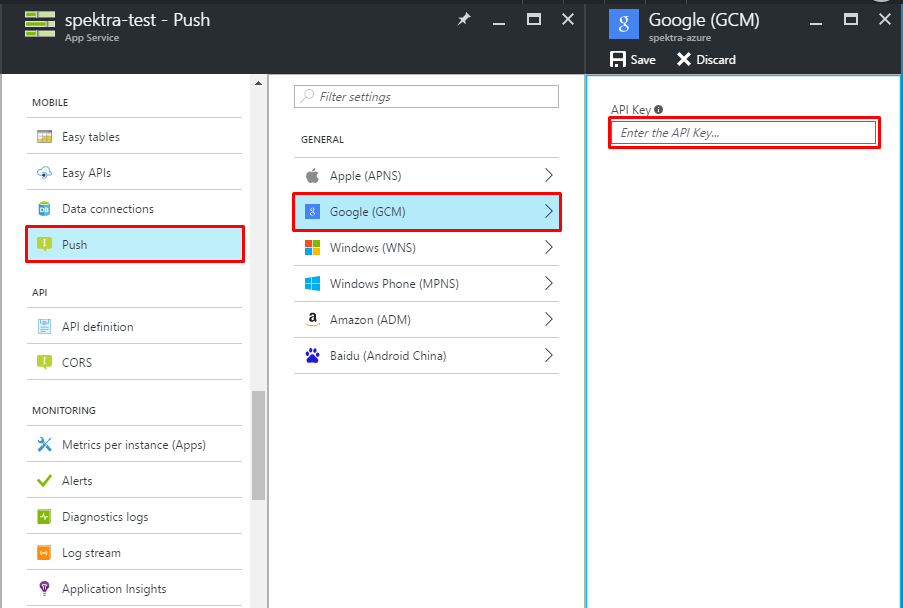 spektra-test - Push
App Service
MOBILE
Easy tables
Easy APIs
Data connections
Push
API
API definition
CORS
MONITORING
Metrics per instance (Apps)
Alerts
Diagnostics logs
Log stream
Application Insights
Filter settings
GENERAL
Apple (APNS)
Google (GCM)
Windows (WNS)
Windows Phone (MPNS)
Amazon (ADM)
Baidu (Android China)
Google (GCM)
spektra-azure
Save
Discard
API Key
Enter the API Key...